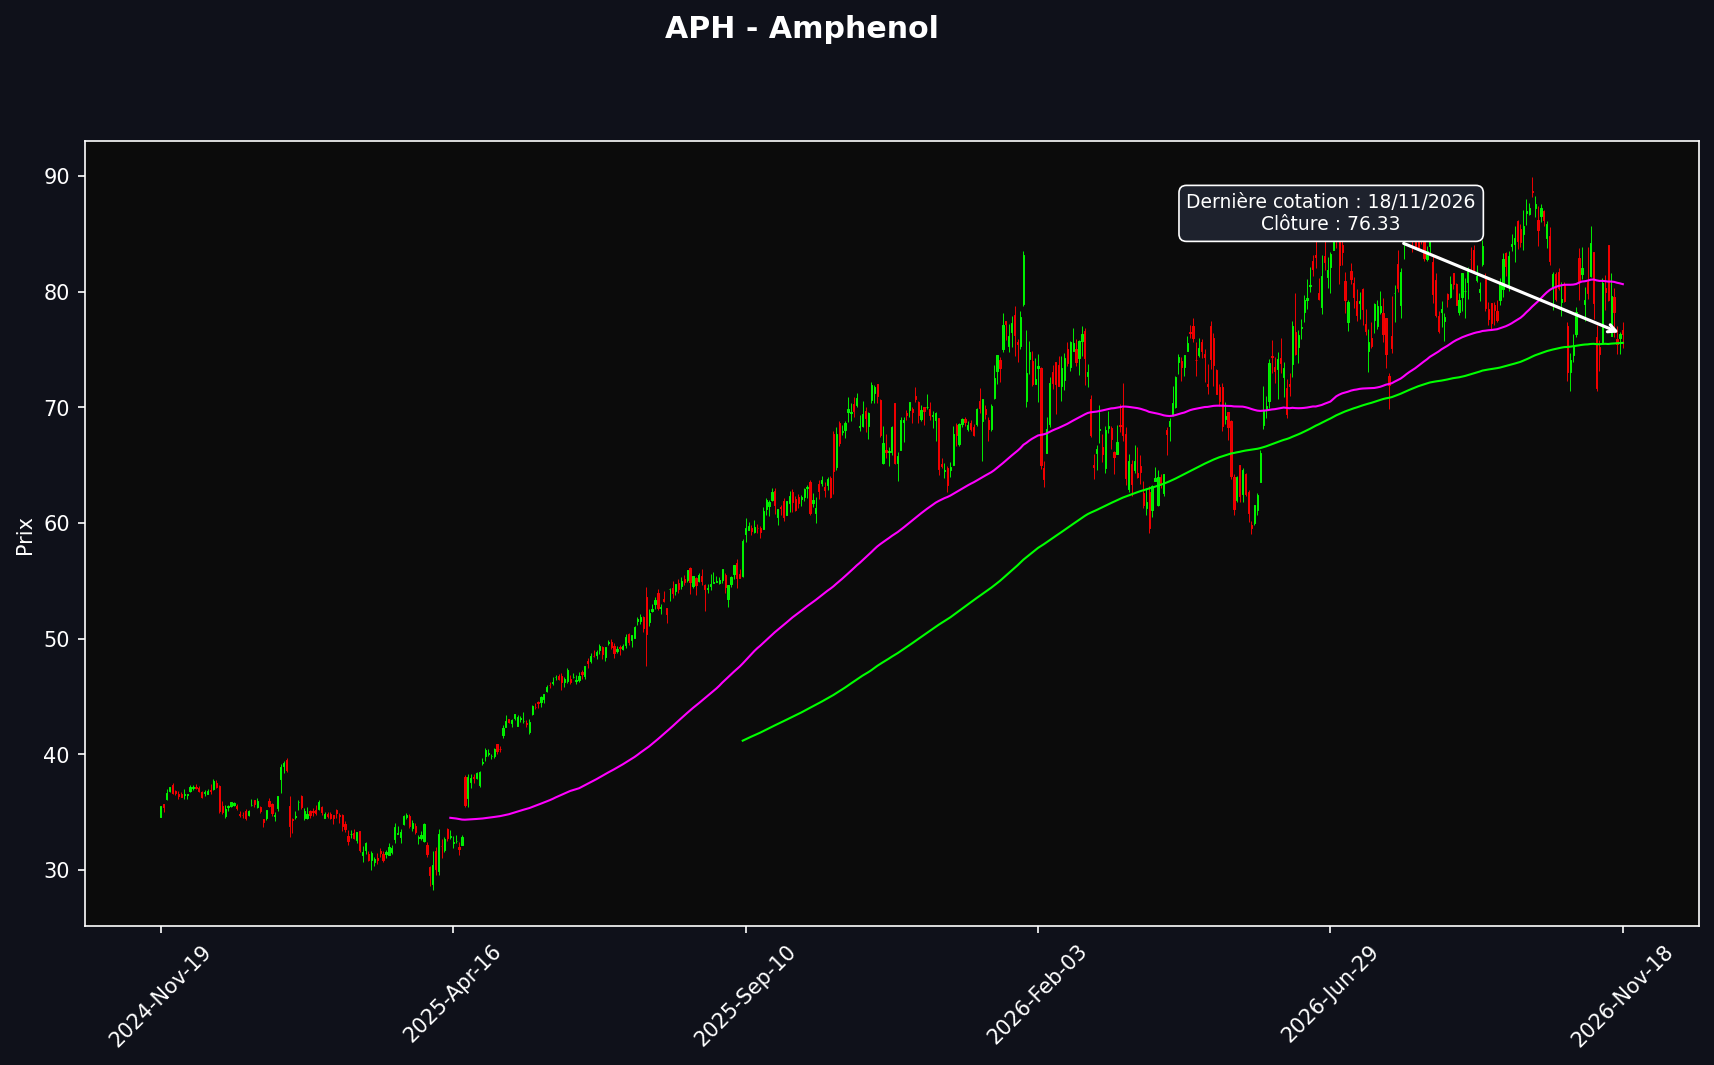 APH - Amphenol
Dernière cotation : 18/11/2026
Clôture : 76.33
Prix
90
80
70
60
50
40
30
2024-Nov-19
2025-Apr-16
2025-Sep-10
2026-Feb-03
2026-Jun-29
2026-Nov-18